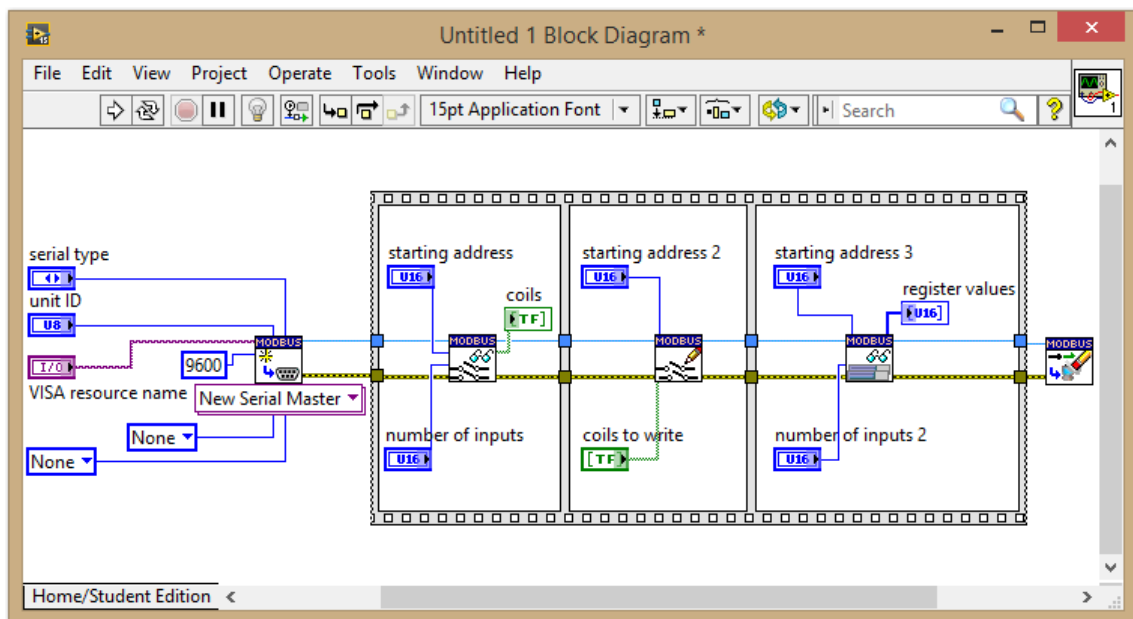 Untitled 1 Block Diagram *
File Edit View Project Operate Tools Window Help
15pt Application Font
Search
?
1
starting address
starting address 2
starting address 3
serial type
U16
U16
U16
register values
unit ID
coils
U16]
U8
TF]
MODBUS
MODBUS
MODBUS
MODBUS
MODBUS
I/O
9600
VISA resource name
New Serial Master
None
number of inputs
coils to write
number of inputs 2
None
U16
[TF
U16
Home/Student Edition